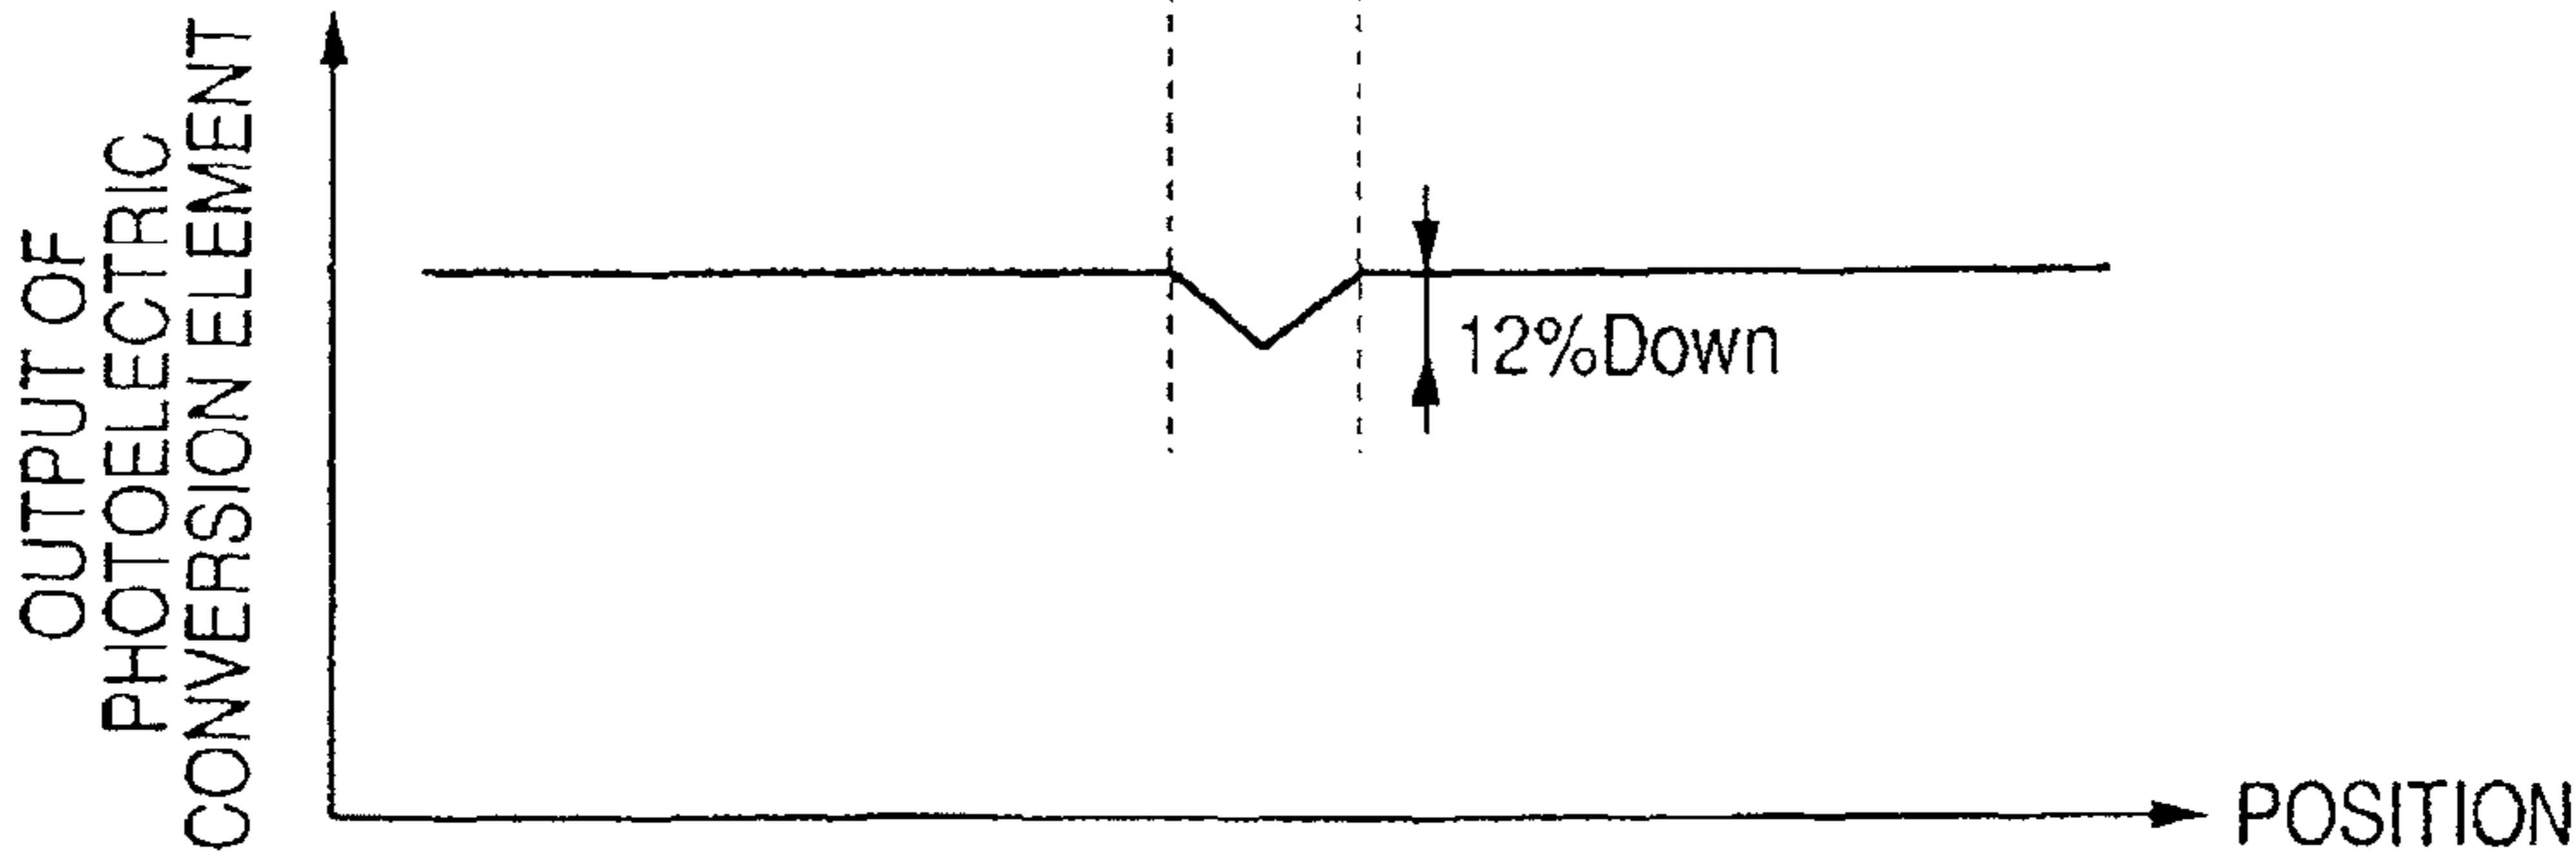 OUTPUT OF
PHOTOELECTRIC
CONVERSION ELEMENT
12%Down
POSITION